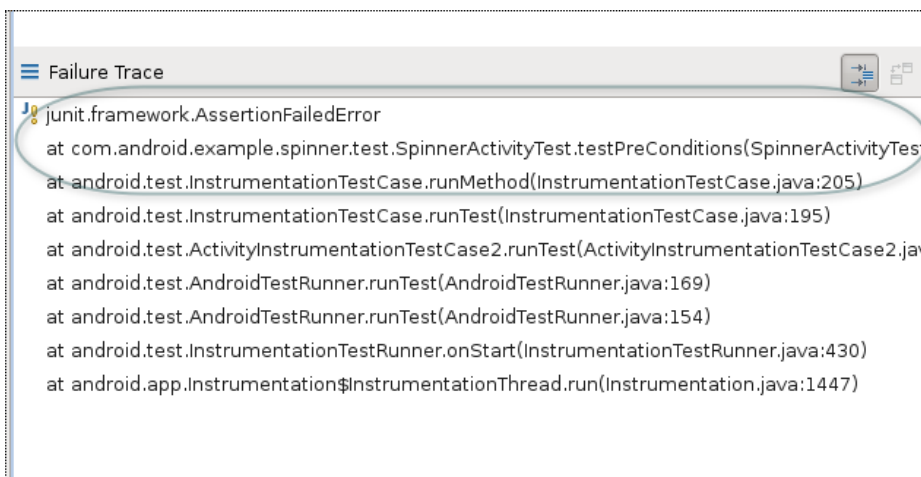 Failure Trace
junit.framework.AssertionFailedError
at com.android.example.spinner.test.SpinnerActivityTest.testPreConditions(SpinnerActivityTest
at android.test.InstrumentationTestCase.runMethod(InstrumentationTestCase.java:205)
at android.test.InstrumentationTestCase.runTest(InstrumentationTestCase.java:195)
at android.test.ActivityInstrumentationTestCase2.runTest(ActivityInstrumentationTestCase2.jav
at android.test.AndroidTestRunner.runTest(AndroidTestRunner.java:169)
at android.test.AndroidTestRunner.runTest(AndroidTestRunner.java:154)
at android.test.InstrumentationTestRunner.onStart(InstrumentationTestRunner.java:430)
at android.app.Instrumentation$InstrumentationThread.run(Instrumentation.java:1447)